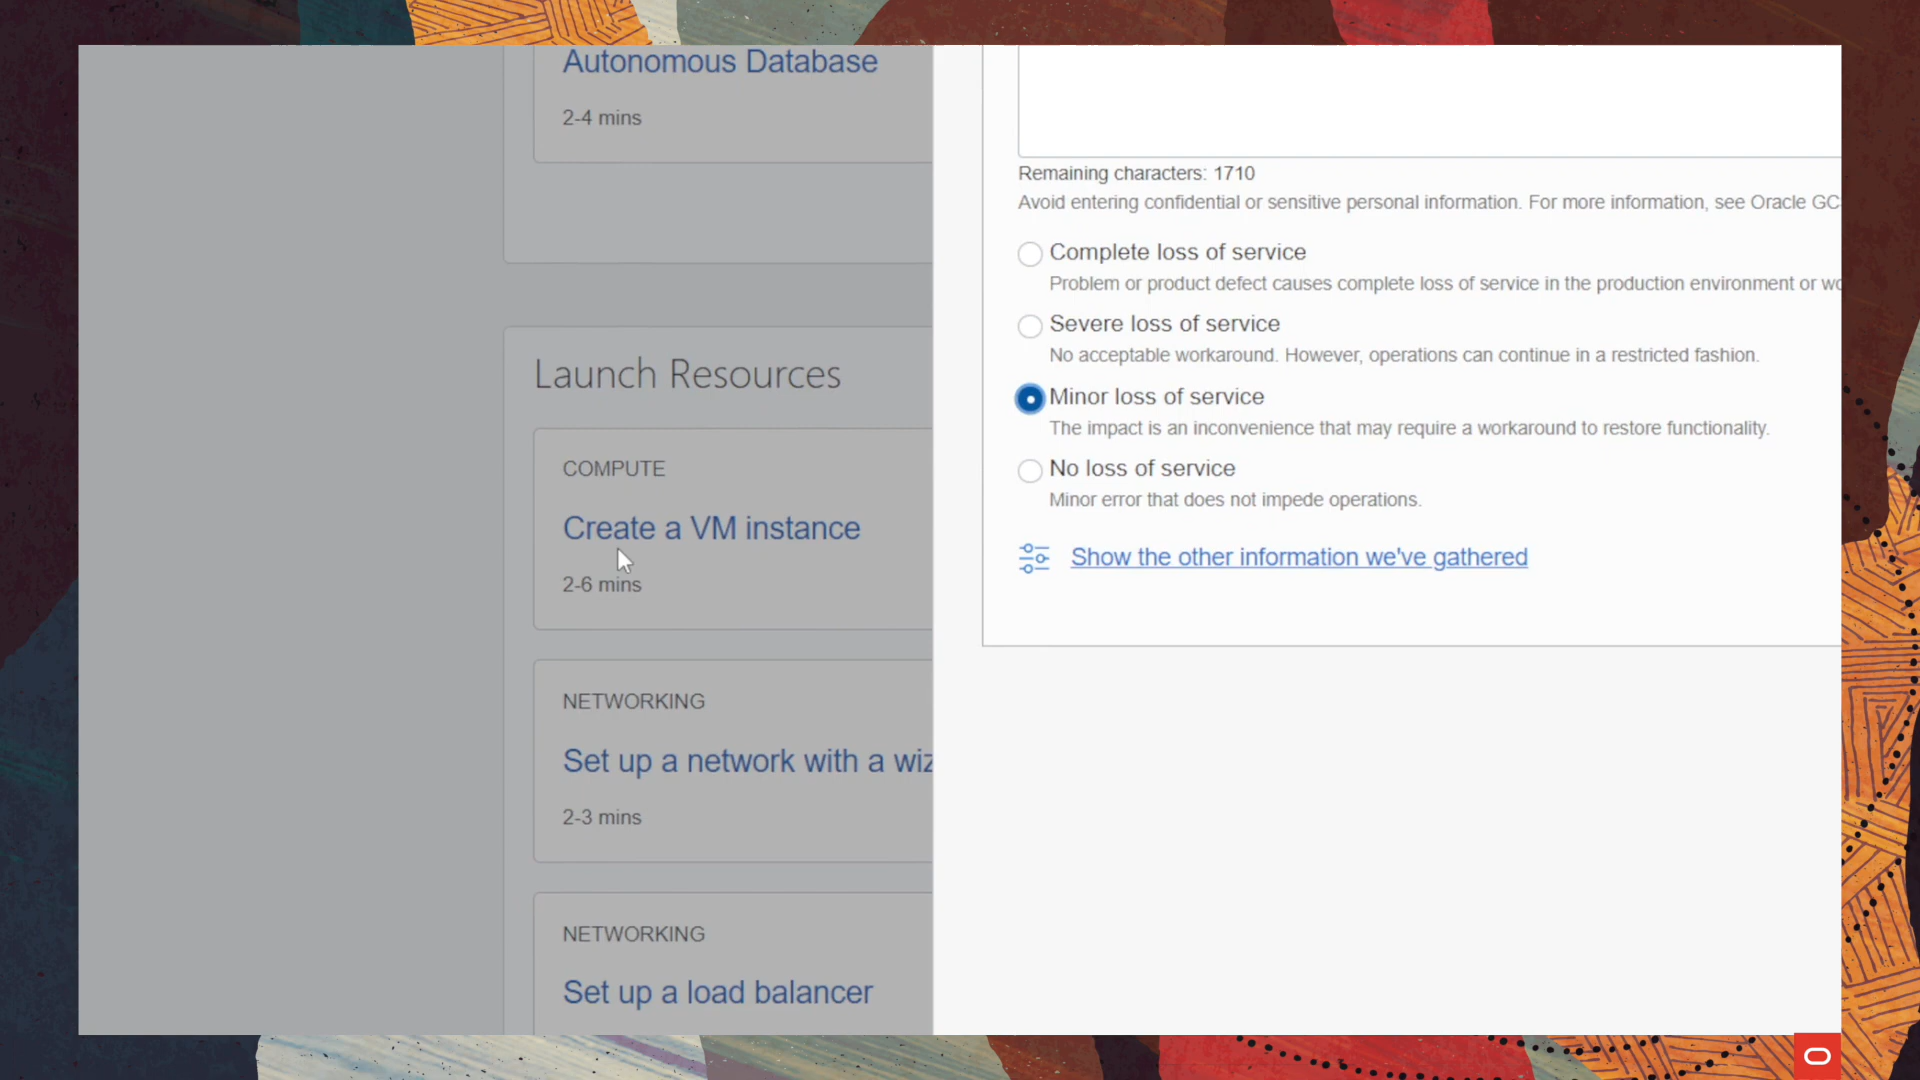 Autonomous Database
2-4 mins
Launch Resources
COMPUTE
Create a VM instance
2-6 mins
NETWORKING
Set up a network with a wiz
2-3 mins
NETWORKING
Set up a load balancer
Remaining characters: 1710
Avoid entering confidential or sensitive personal information. For more information, see Oracle GC
Complete loss of service
Problem or product defect causes complete loss of service in the production environment or wo
Severe loss of service
No acceptable workaround. However, operations can continue in a restricted fashion.
Minor loss of service
The impact is an inconvenience that may require a workaround to restore functionality.
No loss of service
Minor error that does not impede operations.
Show the other information we've gathered